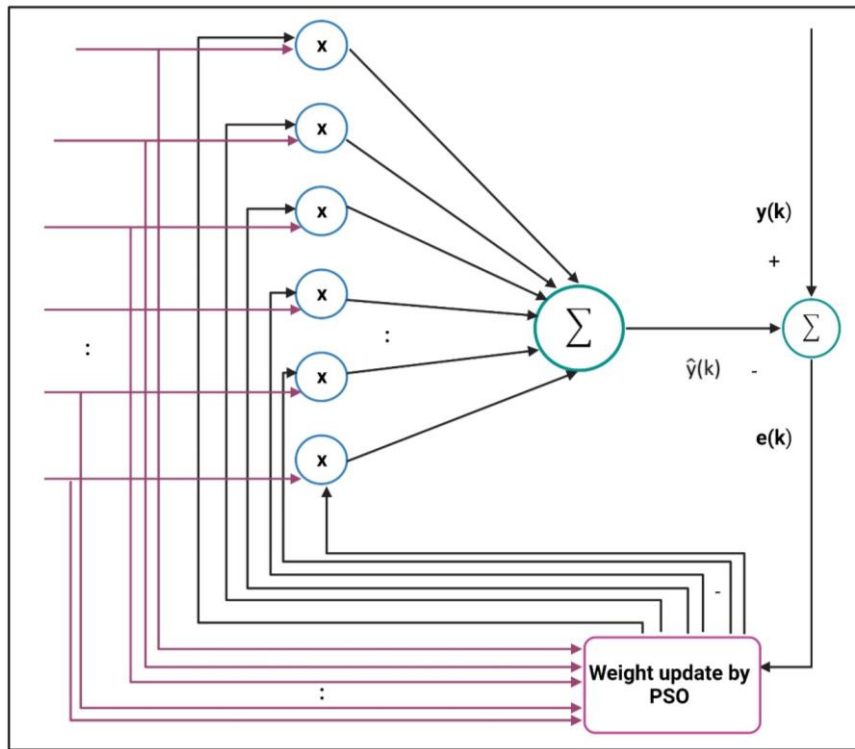 x
x
x
x
x
x
:
:
Σ
y(k)
+
Σ
ŷ(k) -
e(k)
-
Weight update by
PSO
: